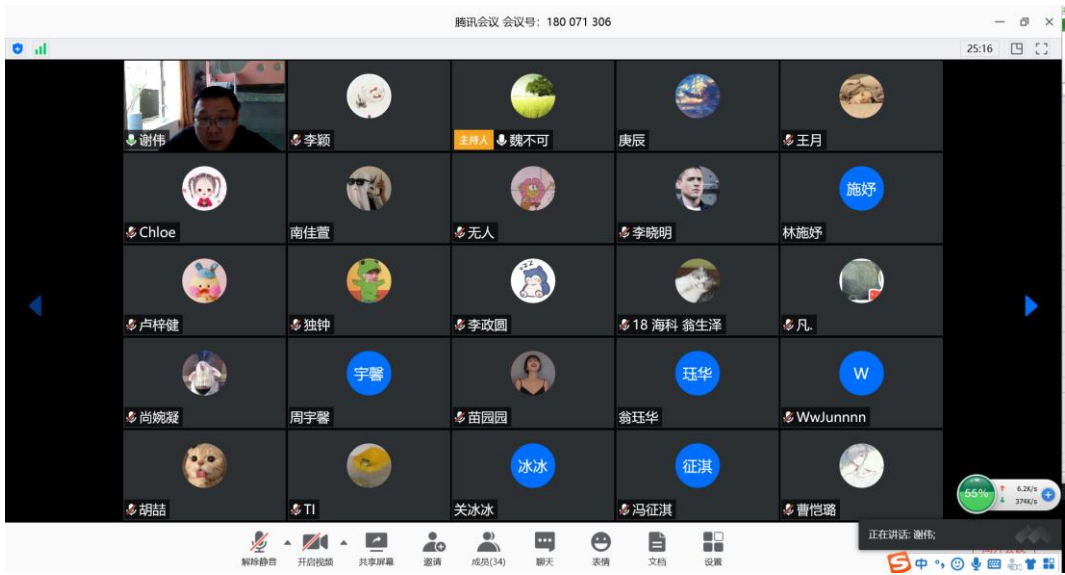 腾讯会议 会议号：180 071 306
25:16
谢伟
李颖
主持人 魏不可
庚辰
王月
Chloe
南佳萱
无人
李晓明
施妤
林施妤
卢梓健
独钟
李政圆
18 海科 翁生泽
凡.
尚婉凝
宇馨
周宇馨
苗园园
珏华
翁珏华
W
WwJunnnn
胡喆
TI
冰冰
关冰冰
征淇
冯征淇
曹恺璐
55%
6.2K/s
374K/s
正在讲话: 谢伟;
解除静音
开启视频
共享屏幕
邀请
成员(34)
聊天
表情
文档
设置
中